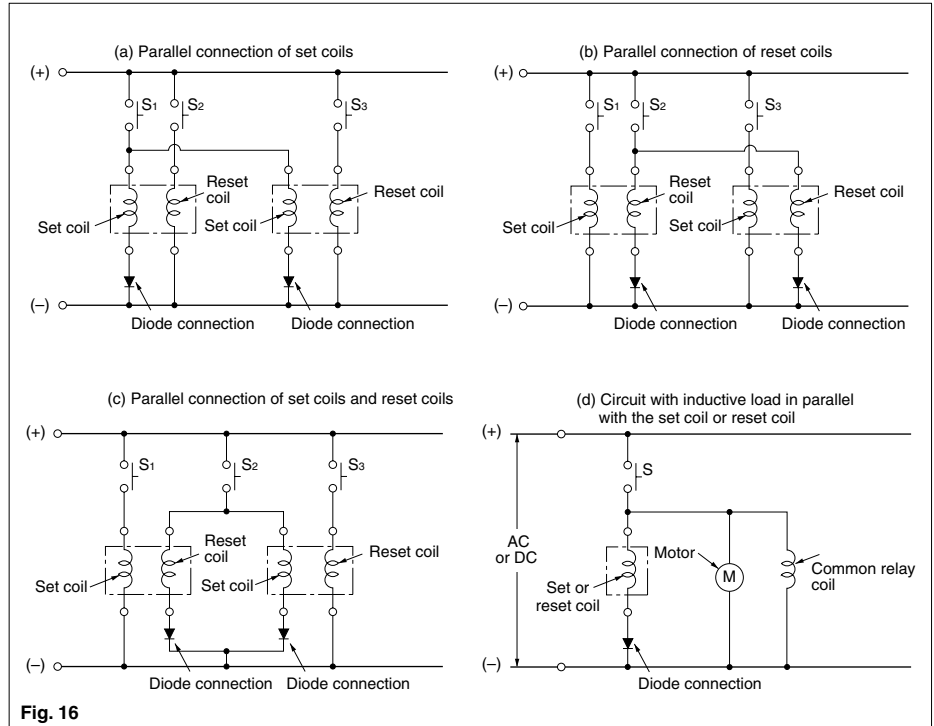 (a) Parallel connection of set coils
(+)
S1
S2
S3
Reset
coil
Reset coil
Set coil
Set coil
(–)
Diode connection
Diode connection
(b) Parallel connection of reset coils
(+)
S1
S2
S3
Reset
coil
Reset coil
Set coil
Set coil
(–)
Diode connection
Diode connection
(c) Parallel connection of set coils and reset coils
(+)
S1
S2
S3
Reset
coil
Reset coil
Set coil
Set coil
(–)
Diode connection
Diode connection
(d) Circuit with inductive load in parallel
with the set coil or reset coil
(+)
S
AC
or DC
Motor
M
Common relay
coil
Set or
reset coil
(–)
Diode connection
Fig. 16